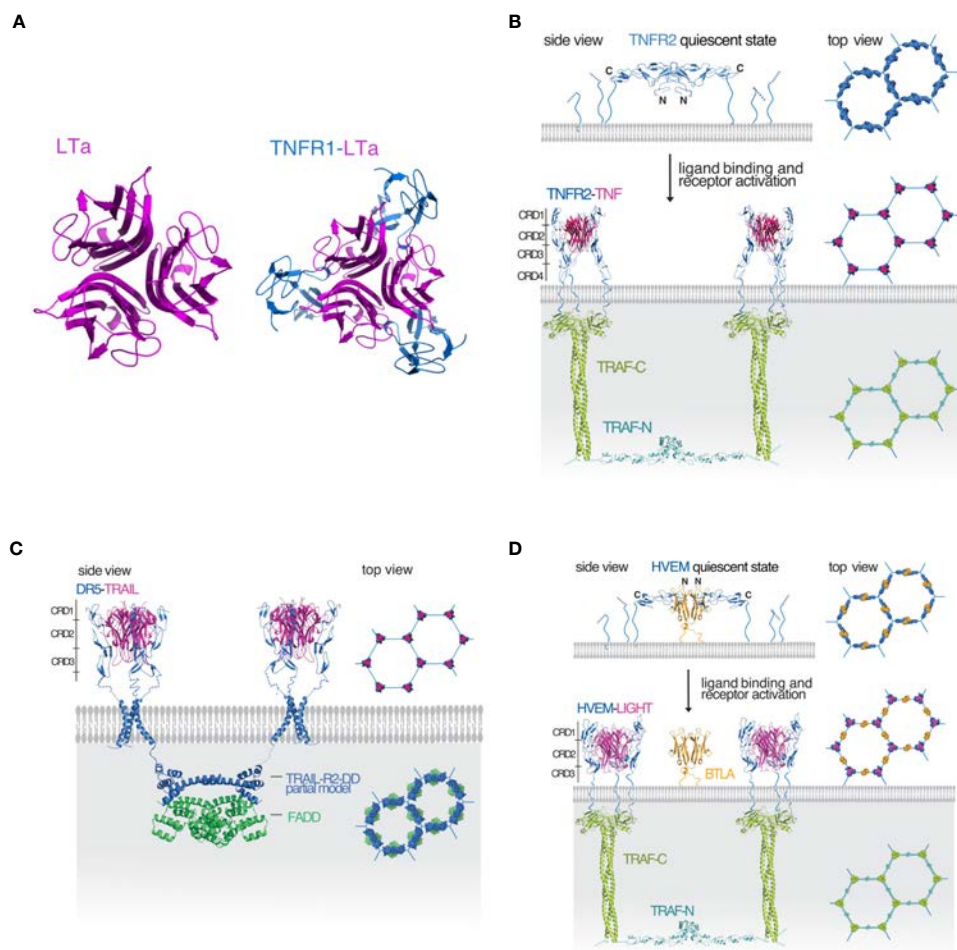 A
LTa
TNFR1-LTa
B
side view
TNFR2 quiescent state
top view
C
C
N N
ligand binding and
receptor activation
TNFR2-TNF
CRD1
CRD2
CRD3
CRD4
TRAF-C
TRAF-N
C
side view
top view
DR5-TRAIL
CRD1
CRD2
CRD3
TRAIL-R2-DD
partial model
FADD
D
side view
HVEM quiescent state
top view
N N
C
C
ligand binding and
receptor activation
HVEM-LIGHT
CRD1
CRD2
CRD3
BTLA
TRAF-C
TRAF-N